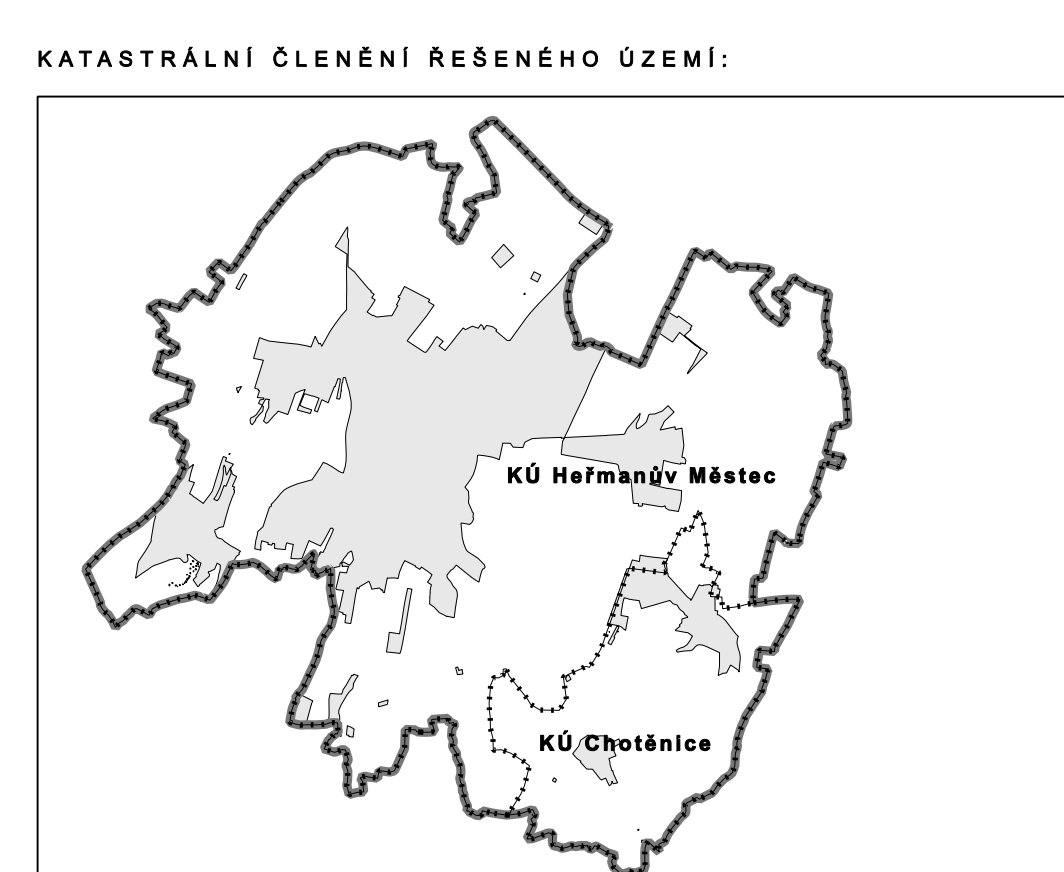 KATASTRÁLNÍ ČLENĚNÍ ŘEŠENÉHO ÚZEMÍ:
KÚ Heřmanův Městec
KÚ Chotěnice